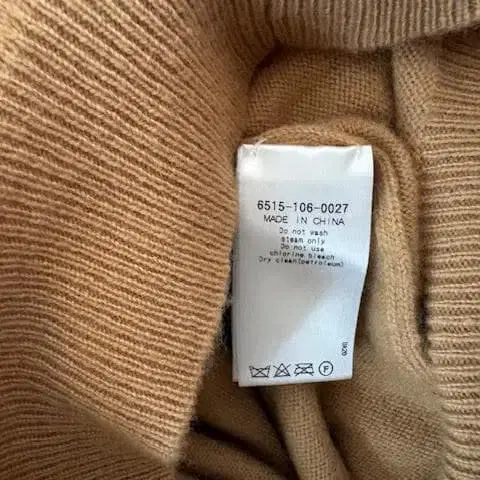 6515-106-0027
MADE IN CHINA
Do not wash
steam only
Do not use
chlorine bleach
Dry clean(petroleum)
F